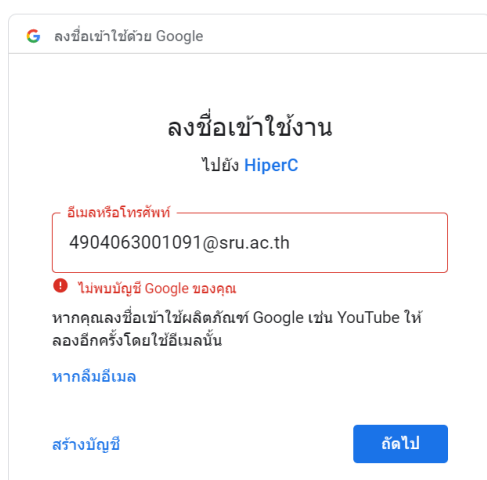 ลงชื่อเข้าใช้ด้วย Google
ลงชื่อเข้าใช้งาน
ไปยัง HiperC
อีเมลหรือโทรศัพท์
4904063001091@sru.ac.th
ไม่พบบัญชี Google ของคุณ
หากคุณลงชื่อเข้าใช้ผลิตภัณฑ์ Google เช่น YouTube ให้
ลองอีกครั้งโดยใช้อีเมลนั้น
หากลืมอีเมล
สร้างบัญชี
ถัดไป